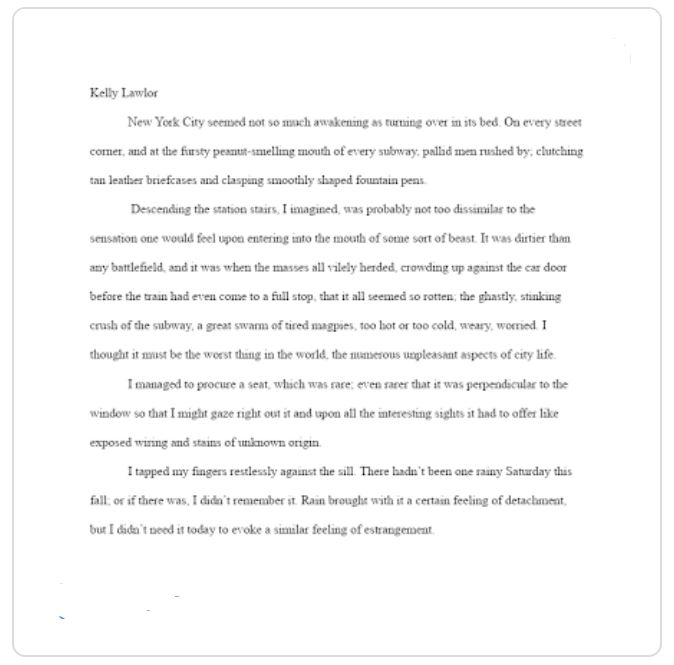 Kelly Lawlor
New York City seemed not so much awakening as turning over in its bed. On every street
corner, and at the fursty peanut-smelling mouth of every subway, pallid men rushed by; clutching
tan leather briefcases and clasping smoothly shaped fountain pens.
Descending the station stairs, I imagined, was probably not too dissimilar to the
sensation one would feel upon entering into the mouth of some sort of beast. It was dirtier than
any battlefield, and it was when the masses all vilely herded, crowding up against the car door
before the train had even come to a full stop, that it all seemed so rotten; the ghastly, stinking
crush of the subway, a great swarm of tired magpies, too hot or too cold, weary, worried. I
thought it must be the worst thing in the world, the numerous unpleasant aspects of city life.
I managed to procure a seat, which was rare; even rarer that it was perpendicular to the
window so that I might gaze right out it and upon all the interesting sights it had to offer like
exposed wiring and stains of unknown origin.
I tapped my fingers restlessly against the sill. There hadn't been one rainy Saturday this
fall; or if there was, I didn't remember it. Rain brought with it a certain feeling of detachment,
but I didn't need it today to evoke a similar feeling of estrangement.